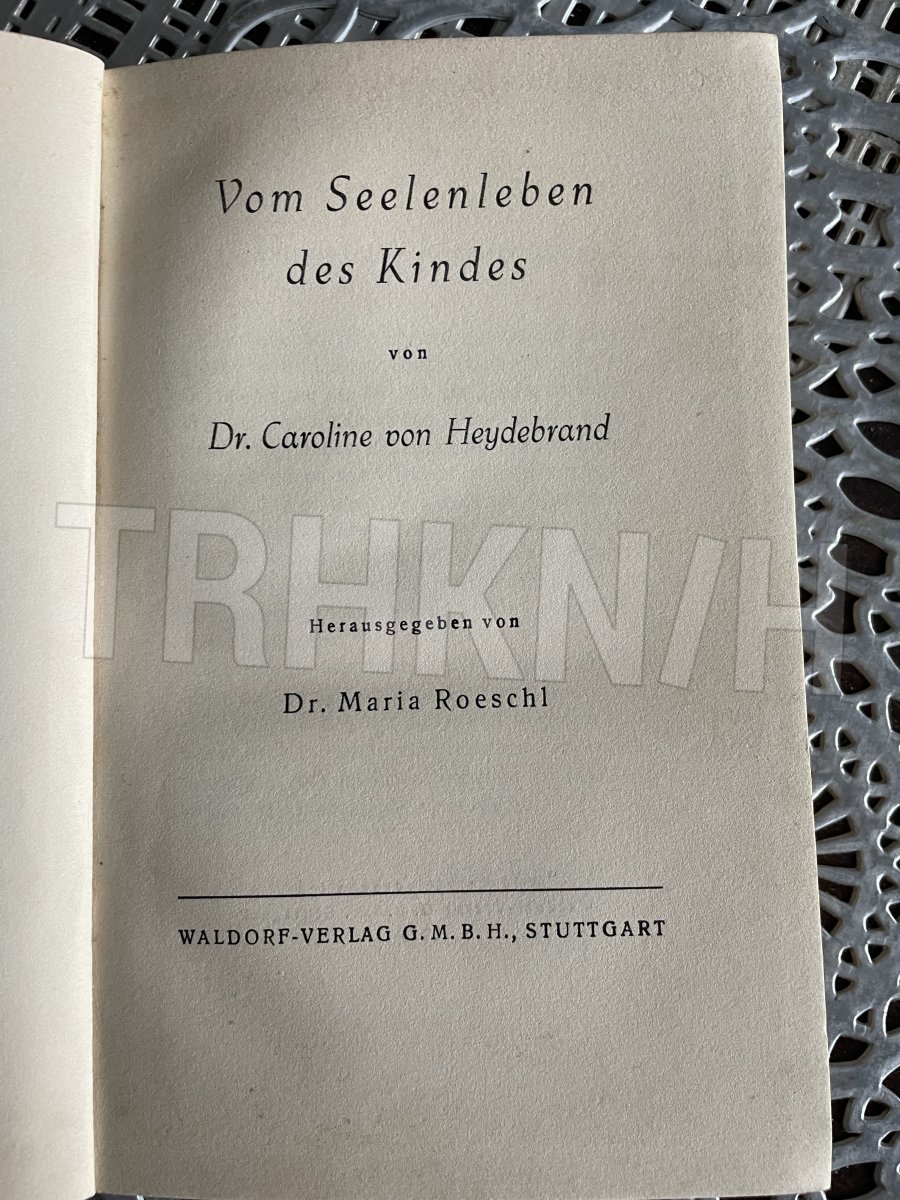 Vom Seelenleben
des Kindes
von
Dr. Caroline von Heydebrand
TRHKN/H
Herausgegeben von
Dr. Maria Roeschl
WALDORF-VERLAG G.M.B.H., STUTTGART